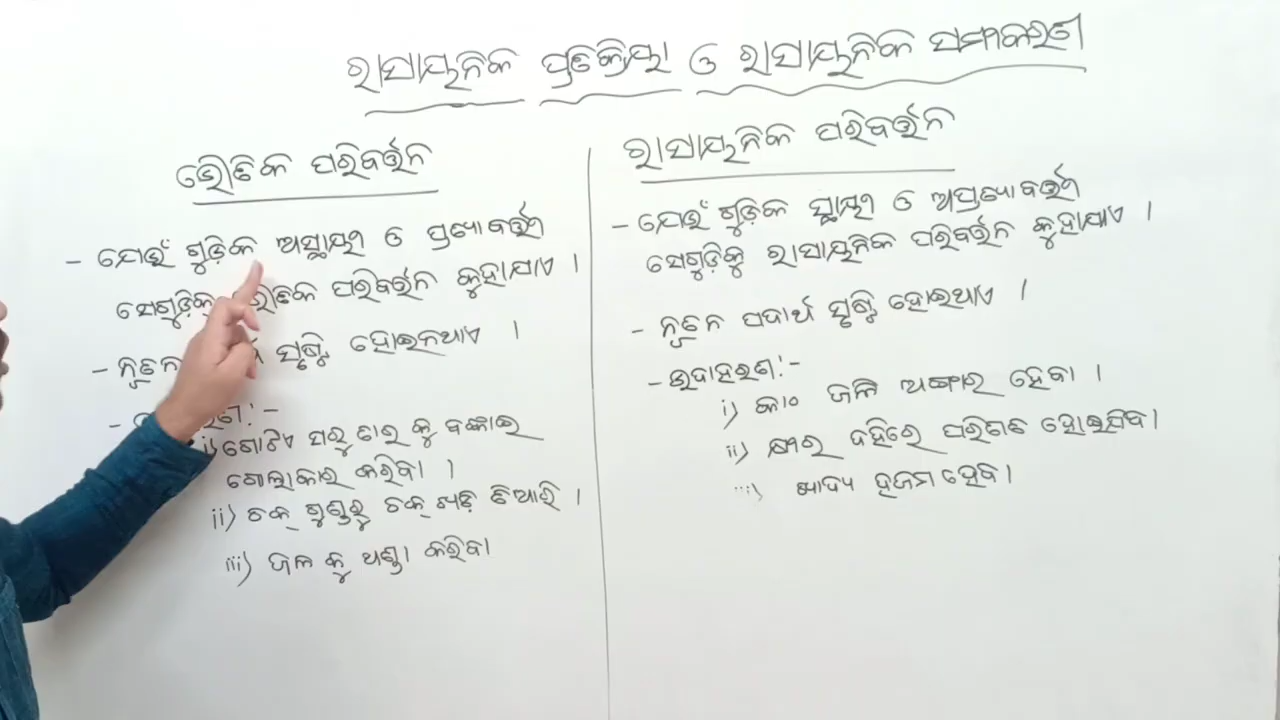 ରାସାୟନିକ ପ୍ରତିକ୍ରିୟା ଓ ରାସାୟନିକ ସମୀକରଣ
ଭୌତିକ ପରିବର୍ତ୍ତନ
– ଯେଉଁ ଗୁଡ଼ିକ ଅସ୍ଥାୟୀ ଓ ପ୍ରତ୍ୟାବର୍ତ୍ତୀ
ସେଗୁଡ଼ିକୁ ଭୌତିକ ପରିବର୍ତ୍ତନ କୁହାଯାଏ ।
– ନୂତନ ସୃଷ୍ଟି ହୋଇନଥାଏ ।
i) ଗୋଟିଏ ସରୁ ତାର କୁ ବଙ୍କାଇ
ଗୋଲାକାର କରିବା ।
ii) ଚକ୍ ଗୁଣ୍ଡରୁ ଚକ୍ ଖଡ଼ି ତିଆରି ।
iii) ଜଳ କୁ ଥଣ୍ଡା କରିବା
ରାସାୟନିକ ପରିବର୍ତ୍ତନ
– ଯେଉଁ ଗୁଡ଼ିକ ସ୍ଥାୟୀ ଓ ଅପ୍ରତ୍ୟାବର୍ତ୍ତୀ
ସେଗୁଡ଼ିକୁ ରାସାୟନିକ ପରିବର୍ତ୍ତନ କୁହାଯାଏ ।
– ନୂତନ ପଦାର୍ଥ ସୃଷ୍ଟି ହୋଇଥାଏ ।
– ଉଦାହରଣ:-
i) କାଠ ଜଳି ଅଙ୍ଗାର ହେବା ।
ii) କ୍ଷୀର ଦହିରେ ପରିଣତ ହୋଇଯିବା ।
iii) ଖାଦ୍ୟ ହଜମ ହେବା ।